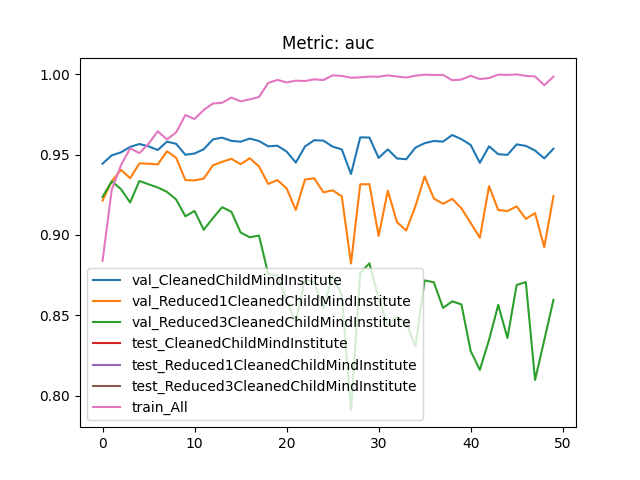 Metric: auc
1.00
0.95
0.90
0.85
0.80
val_CleanedChildMindInstitute
val_Reduced1CleanedChildMindInstitute
val_Reduced3CleanedChildMindInstitute
test_CleanedChildMindInstitute
test_Reduced1CleanedChildMindInstitute
test_Reduced3CleanedChildMindInstitute
train_All
0 10 20 30 40 50